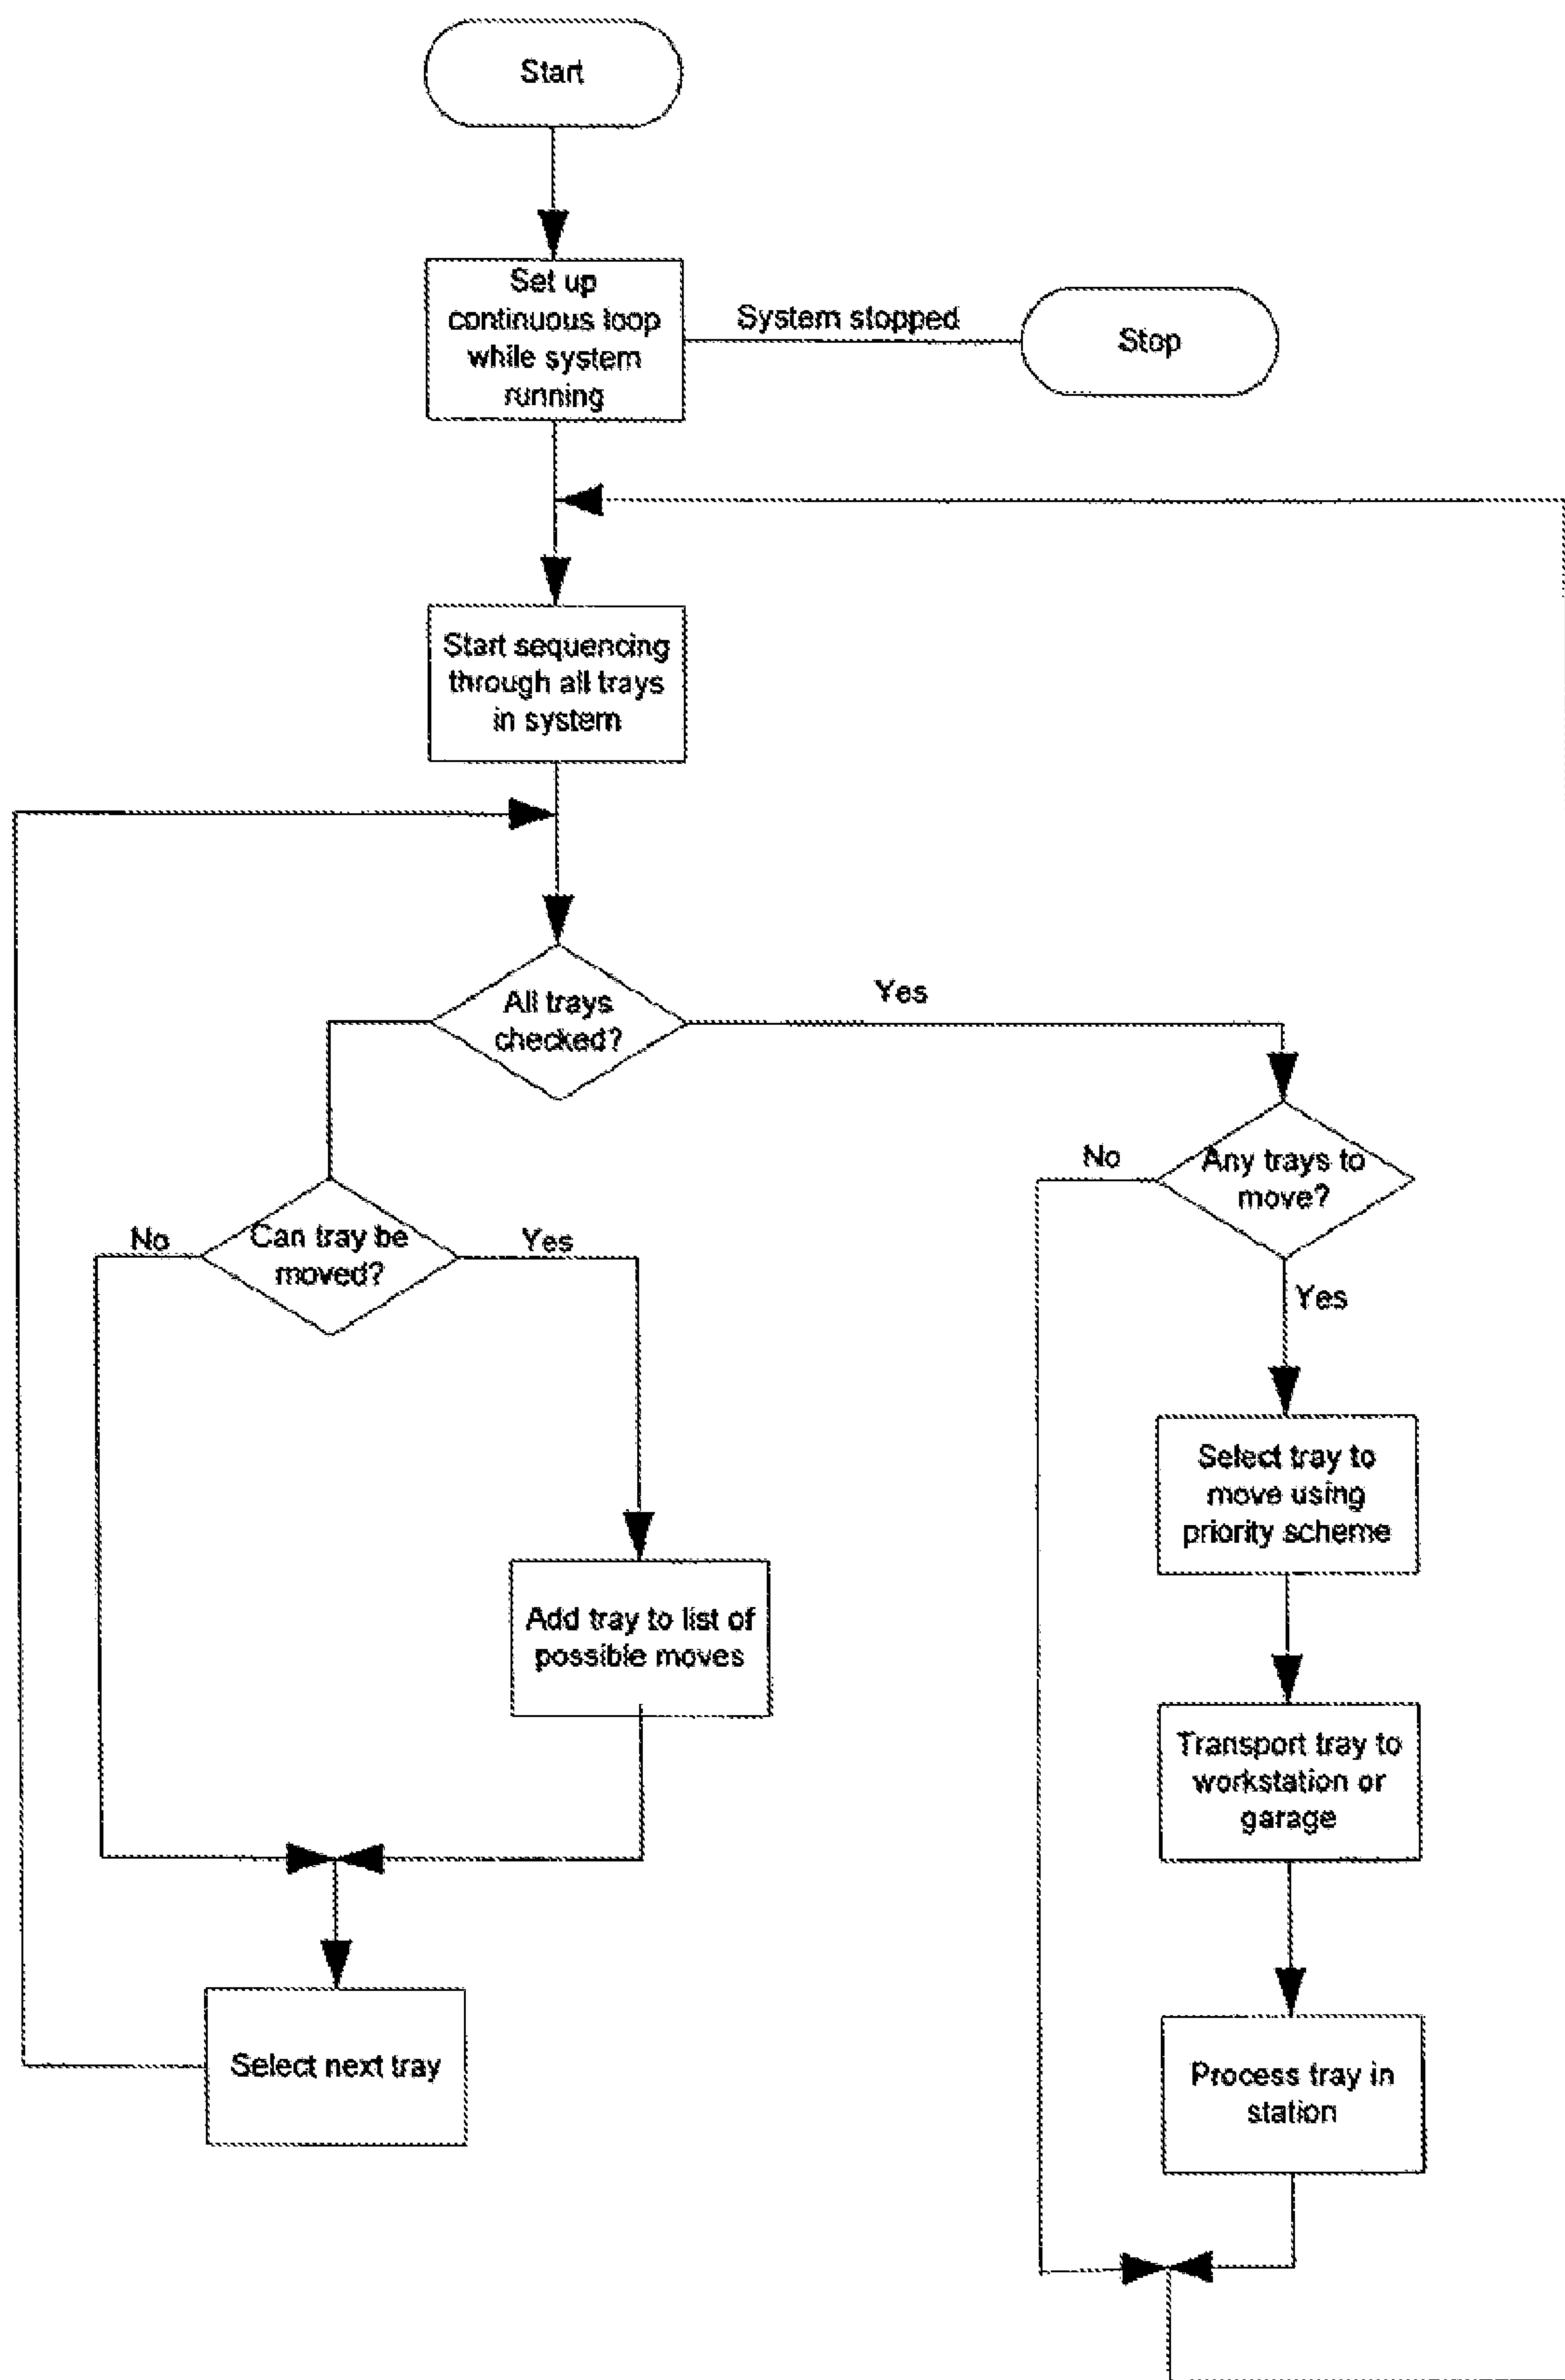 Start
Set up
continuous loop
while system
running
System stopped
Stop
Start sequencing
through all trays
in system
All trays
checked?
Yes
Any trays to
move?
No
Yes
Can tray be
moved?
No
Yes
Select tray to
move using
priority scheme
Add tray to list of
possible moves
Transport tray to
workstation or
garage
Select next tray
Process tray in
station